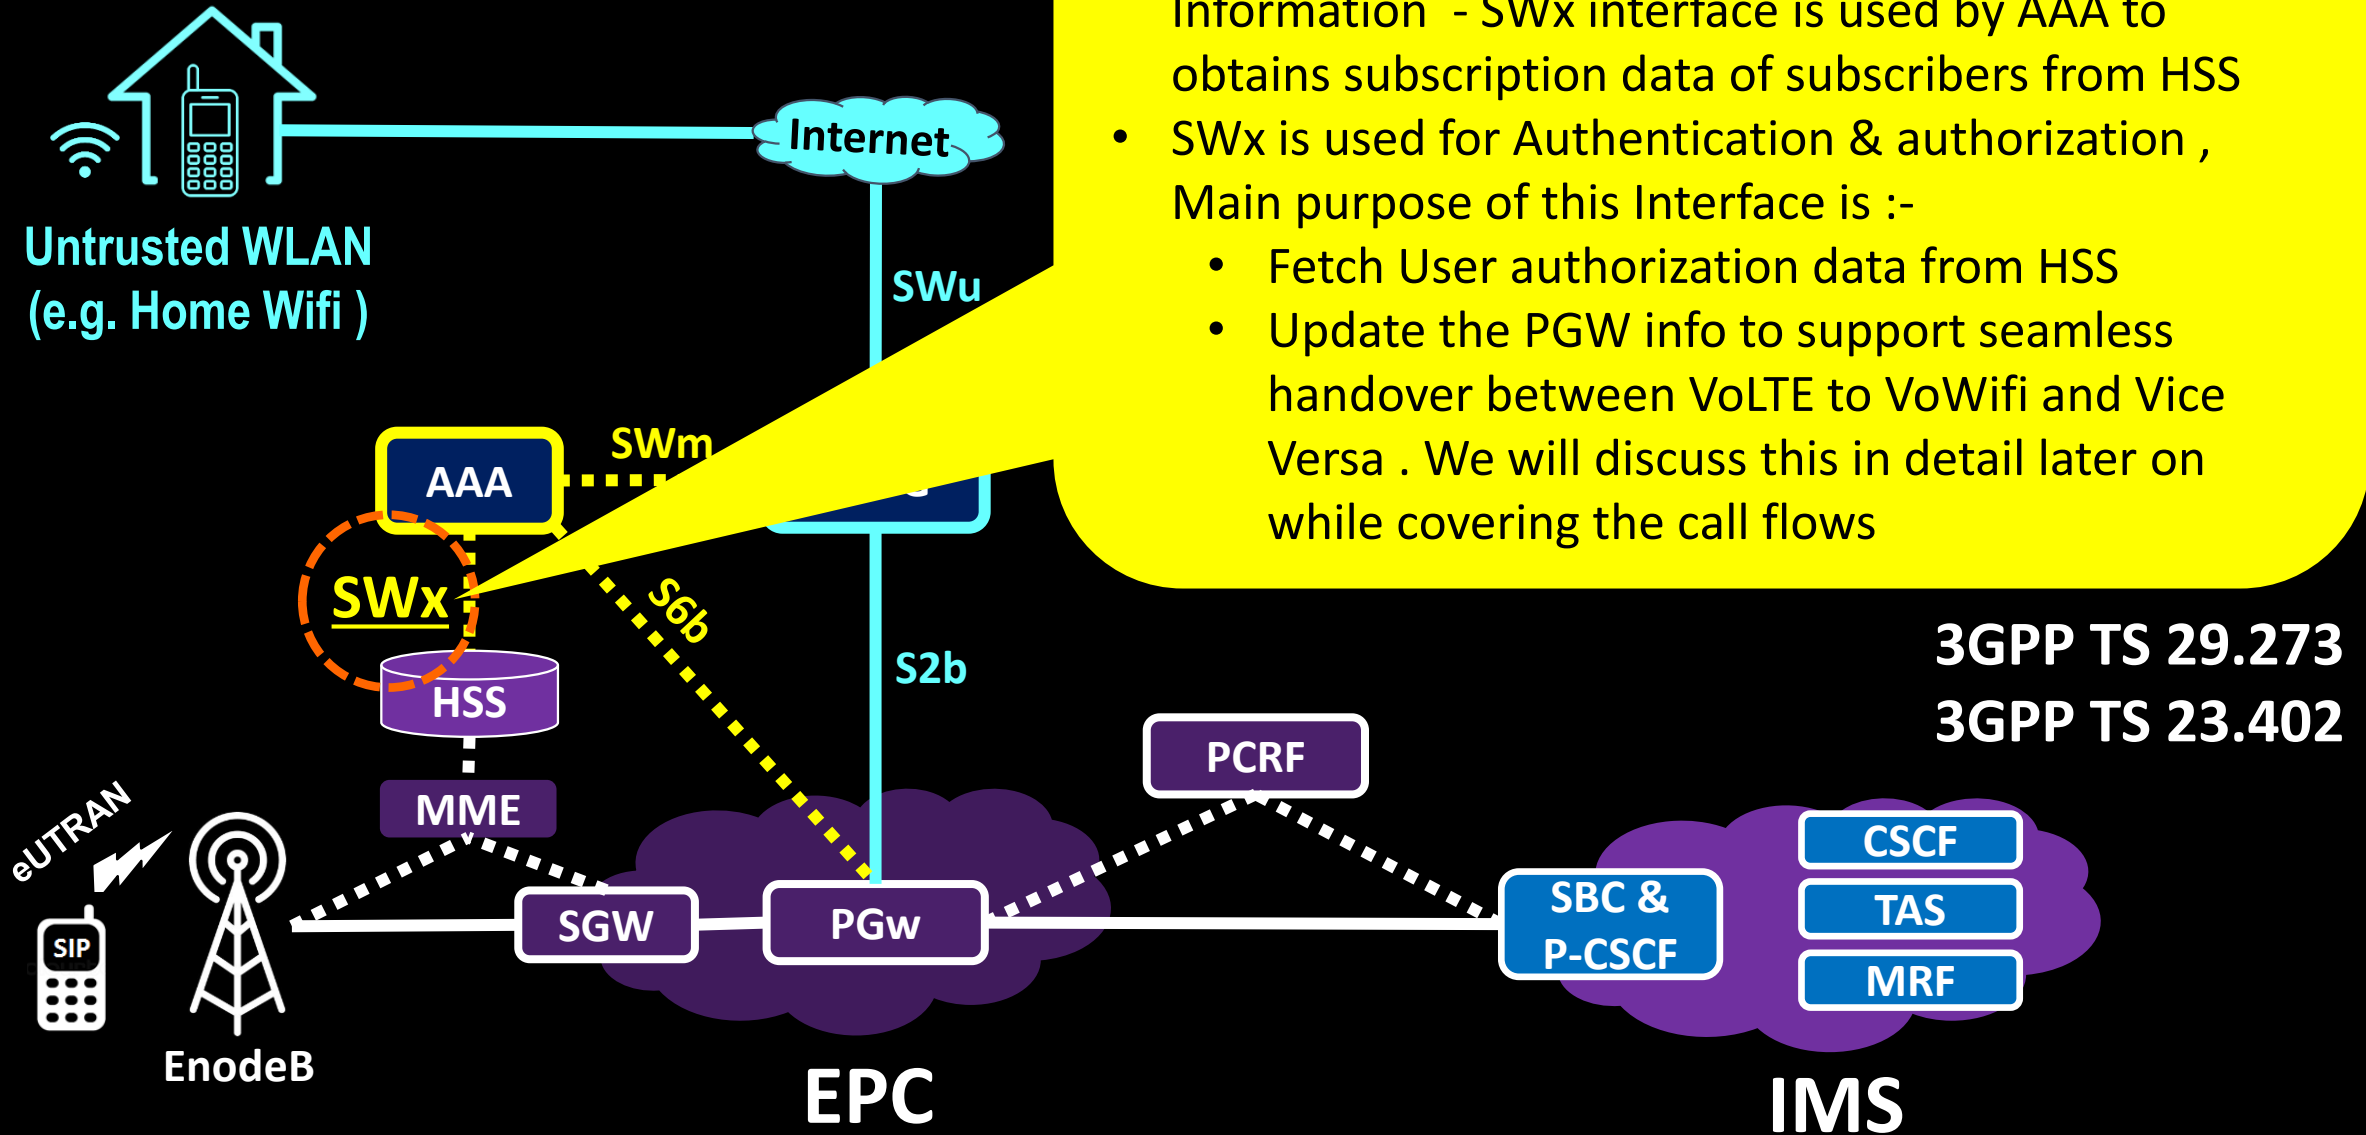 Information - SWx interface is used by AAA to
obtains subscription data of subscribers from HSS
• SWx is used for Authentication & authorization ,
Main purpose of this Interface is :-
• Fetch User authorization data from HSS
• Update the PGW info to support seamless
handover between VoLTE to VoWifi and Vice
Versa . We will discuss this in detail later on
while covering the call flows
Internet
Untrusted WLAN
(e.g. Home Wifi )
SWu
SWm
AAA
SWx
S6b
HSS
S2b
3GPP TS 29.273
3GPP TS 23.402
PCRF
MME
eUTRAN
CSCF
SBC &
P-CSCF
TAS
MRF
SGW
PGw
SIP
EnodeB
EPC
IMS